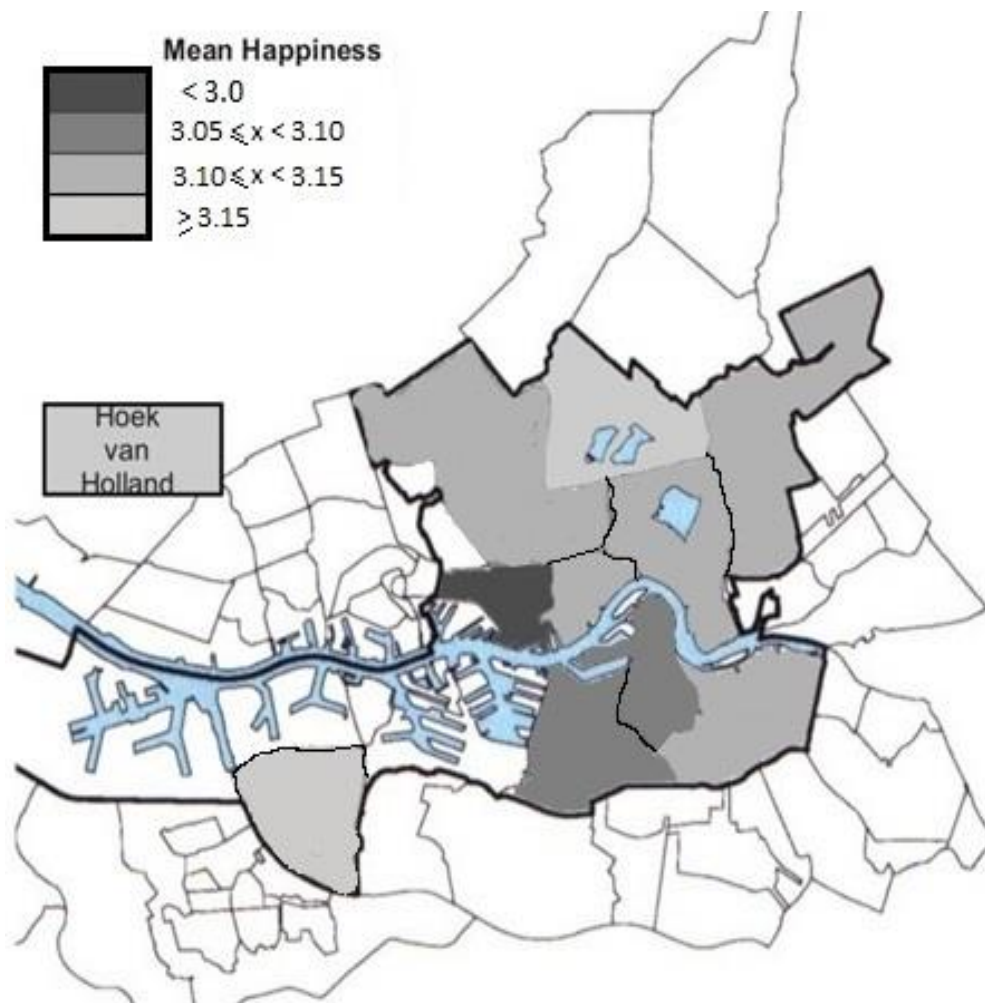 Mean Happiness
< 3.0
3.05 ⩽ x < 3.10
3.10 ⩽ x < 3.15
⩾ 3.15
Hoek
van
Holland